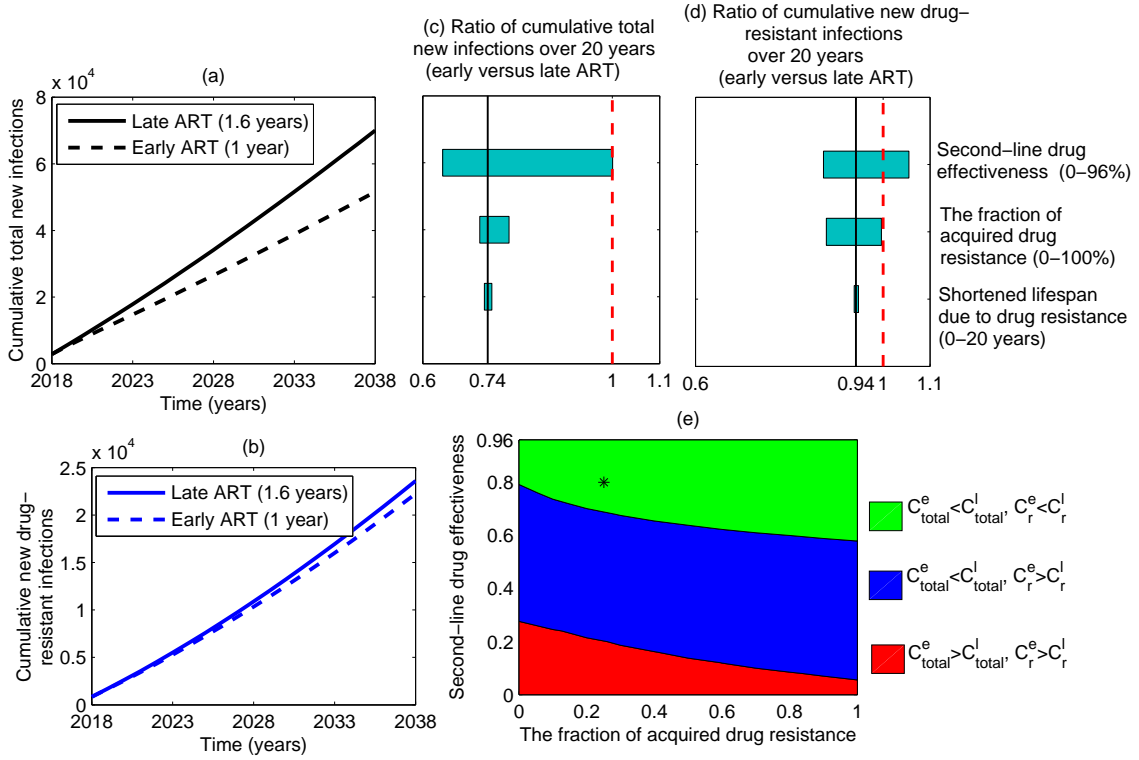 (a)
x 10^4
8
6
4
2
0
Cumulative total new infections
Late ART (1.6 years)
Early ART (1 year)
2018 2023 2028 2033 2038
Time (years)
(c) Ratio of cumulative total
new infections over 20 years
(early versus late ART)
0.6 0.74 1 1.1
(d) Ratio of cumulative new drug–
resistant infections
over 20 years
(early versus late ART)
0.6 0.94 1 1.1
Second–line drug
effectiveness (0–96%)
The fraction of
acquired drug
resistance (0–100%)
Shortened lifespan
due to drug resistance
(0–20 years)
(b)
x 10^4
2.5
2
1.5
1
0.5
0
Cumulative new drug–
resistant infections
Late ART (1.6 years)
Early ART (1 year)
2018 2023 2028 2033 2038
Time (years)
(e)
0.96
0.8
0.6
0.4
0.2
0
Second–line drug effectiveness
*
0 0.2 0.4 0.6 0.8 1
The fraction of acquired drug resistance
C^e_total<C^l_total, C^e_r<C^l_r
C^e_total<C^l_total, C^e_r>C^l_r
C^e_total>C^l_total, C^e_r>C^l_r